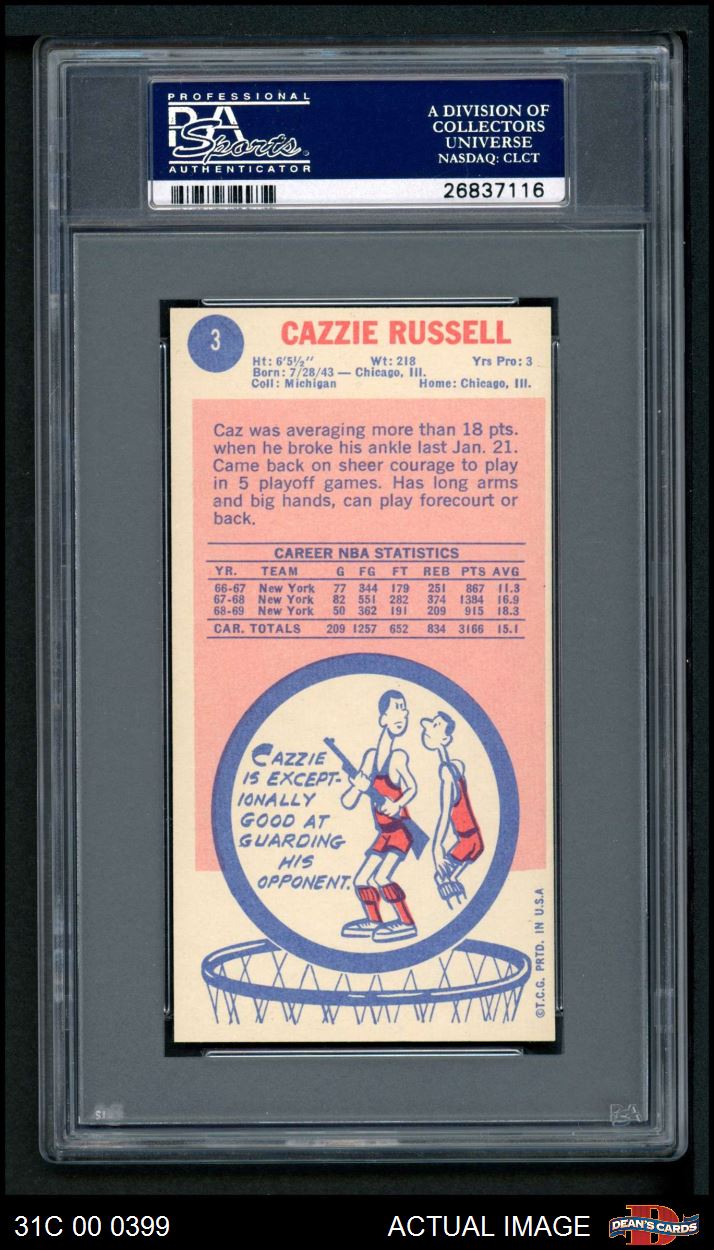 PROFESSIONAL
PSA
Sports
AUTHENTICATOR
A DIVISION OF
COLLECTORS
UNIVERSE
NASDAQ: CLCT
26837116
3
CAZZIE RUSSELL
Ht: 6'5½" Wt: 218 Yrs Pro: 3
Born: 7/28/43 — Chicago, Ill.
Coll: Michigan Home: Chicago, Ill.
Caz was averaging more than 18 pts.
when he broke his ankle last Jan. 21.
Came back on sheer courage to play
in 5 playoff games. Has long arms
and big hands, can play forecourt or
back.
CAREER NBA STATISTICS
YR. TEAM G FG FT REB PTS AVG
66-67 New York 77 344 179 251 867 11.3
67-68 New York 82 551 282 374 1384 16.9
68-69 New York 50 362 191 209 915 18.3
CAR. TOTALS 209 1257 652 834 3166 15.1
CAZZIE
IS EXCEPT-
IONALLY
GOOD AT
GUARDING
HIS
OPPONENT.
©T.C.G. PRTD. IN U.S.A
PSA
31C 00 0399
ACTUAL IMAGE
DEAN'S CARDS